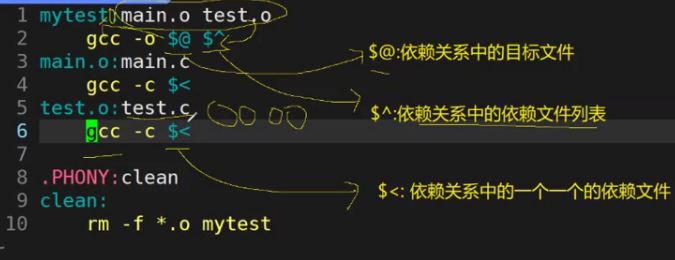 1 mytest:main.o test.o
2 gcc -o $@ $^
3 main.o:main.c
4 gcc -c $<
5 test.o:test.c
6 gcc -c $<
7
8 .PHONY:clean
9 clean:
10 rm -f *.o mytest
$@:依赖关系中的目标文件
$^:依赖关系中的依赖文件列表
$<: 依赖关系中的一个一个的依赖文件